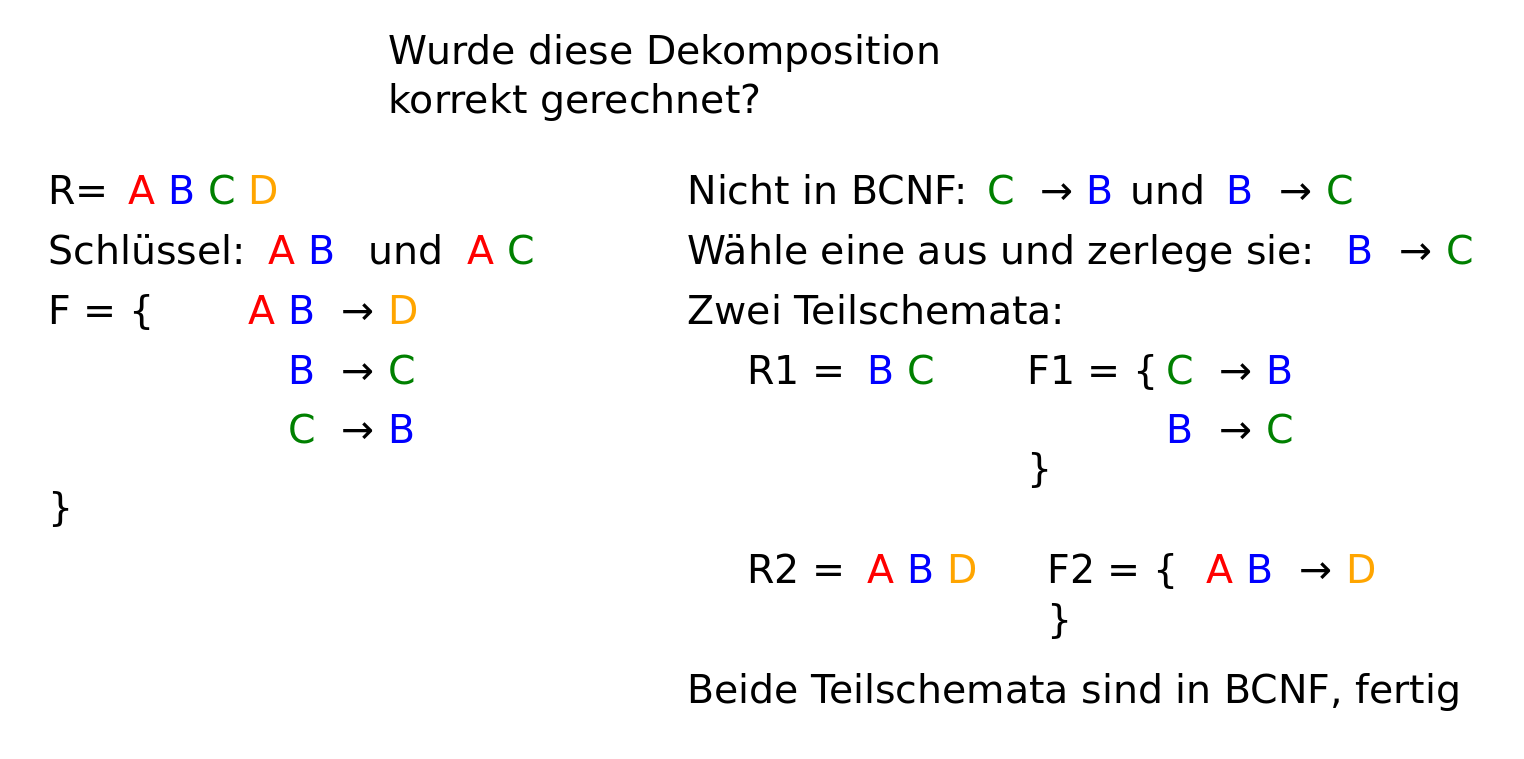 Wurde diese Dekomposition
korrekt gerechnet?
R= A B C D
Schlüssel: A B und A C
F = { A B → D
B → C
C → B
}
Nicht in BCNF: C → B und B → C
Wähle eine aus und zerlege sie: B → C
Zwei Teilschemata:
R1 = B C F1 = { C → B
B → C
}
R2 = A B D F2 = { A B → D
}
Beide Teilschemata sind in BCNF, fertig